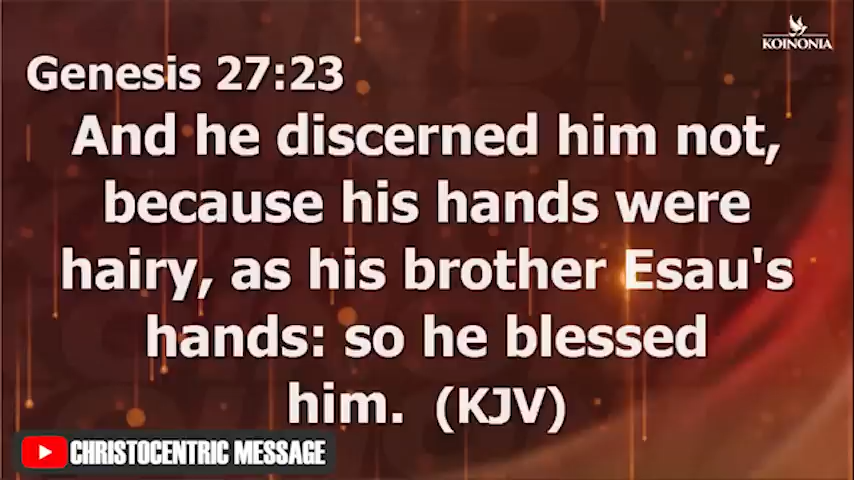 KOINONIA
Genesis 27:23
And he discerned him not,
because his hands were
hairy, as his brother Esau's
hands: so he blessed
him. (KJV)
CHRISTOCENTRIC MESSAGE